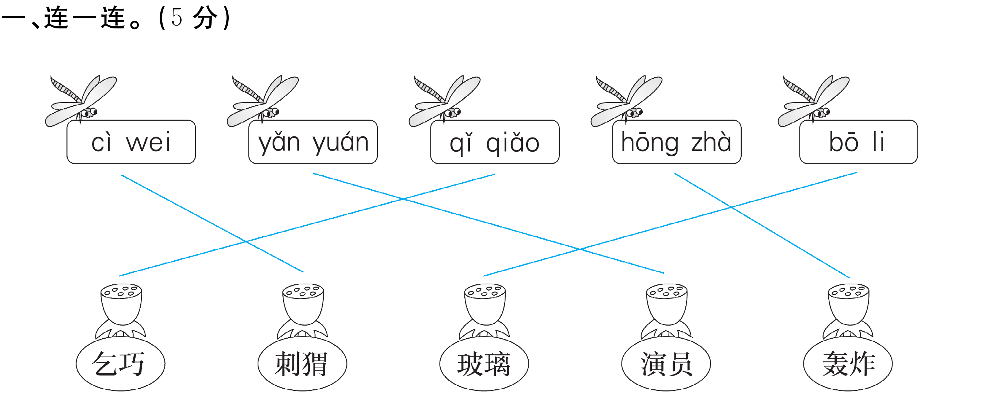 一、连一连。(5 分)
cì wei yǎn yuán qǐ qiǎo hōng zhà bō li
乞巧 刺猬 玻璃 演员 轰炸